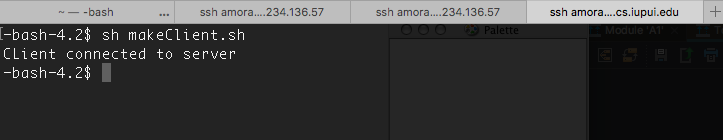 ~ — -bash
ssh amora....234.136.57
ssh amora....234.136.57
ssh amora....cs.iupui.edu
+
[-bash-4.2$ sh makeClient.sh
CLient connected to server
-bash-4.2$
Palette
Module 'A1'